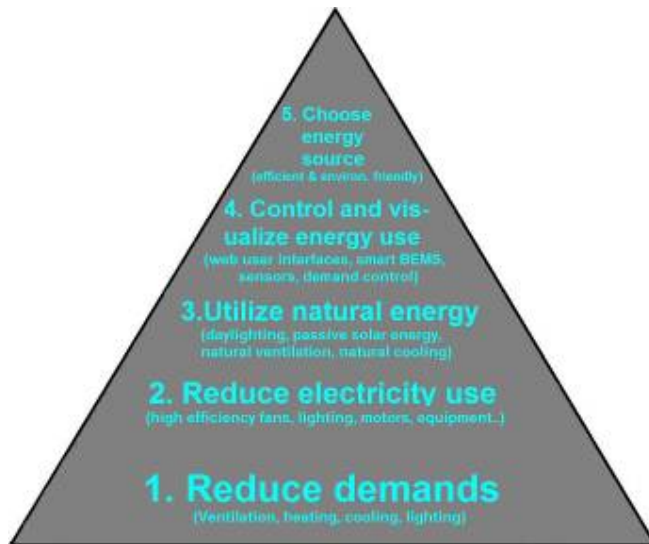 5. Choose
energy
source
(efficient & environ. friendly)
4. Control and vis-
ualize energy use
(web user interfaces, smart BEMS,
sensors, demand control)
3.Utilize natural energy
(daylighting, passive solar energy,
natural ventilation, natural cooling)
2. Reduce electricity use
(high efficiency fans, lighting, motors, equipment..)
1. Reduce demands
(Ventilation, heating, cooling, lighting)